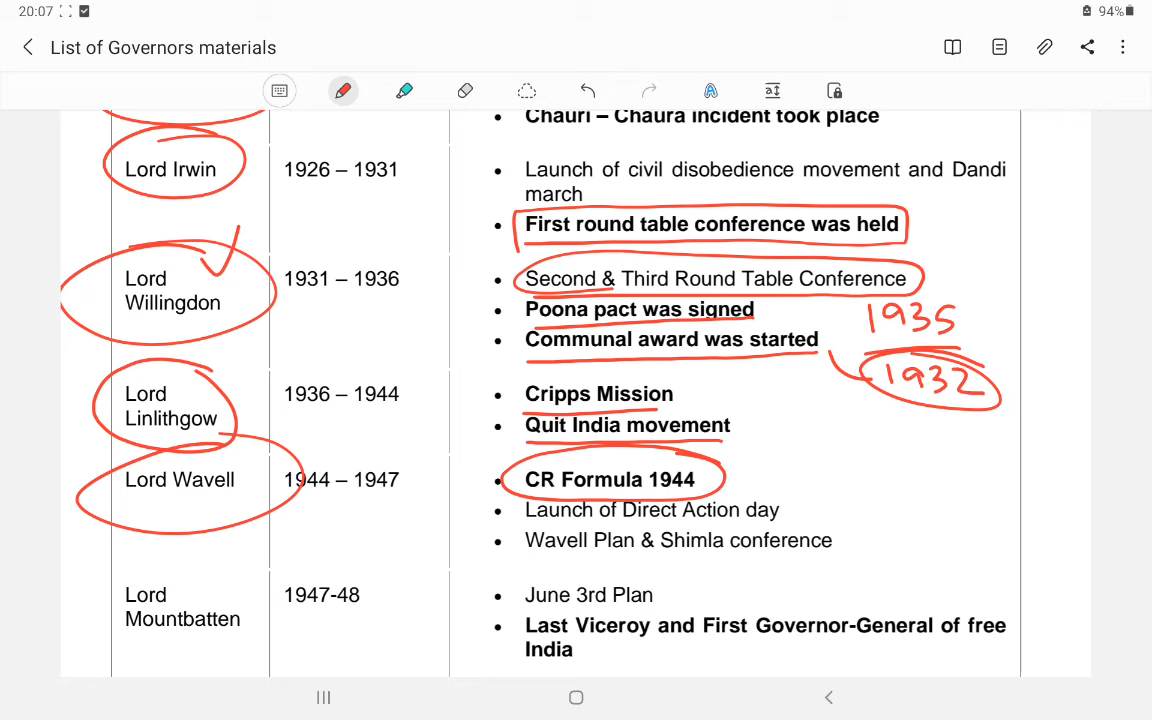 20:07
94%
List of Governors materials
Chauri – Chaura incident took place
Lord Irwin
1926 – 1931
Launch of civil disobedience movement and Dandi
march
First round table conference was held
Lord
Willingdon
1931 – 1936
Second & Third Round Table Conference
Poona pact was signed
Communal award was started
1935
1932
Lord
Linlithgow
1936 – 1944
Cripps Mission
Quit India movement
Lord Wavell
1944 – 1947
CR Formula 1944
Launch of Direct Action day
Wavell Plan & Shimla conference
Lord
Mountbatten
1947-48
June 3rd Plan
Last Viceroy and First Governor-General of free
India